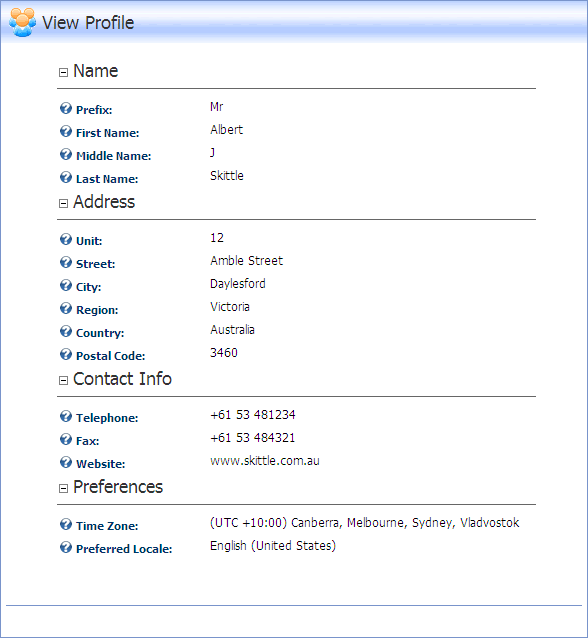 View Profile
Name
Prefix: Mr
First Name: Albert
Middle Name: J
Last Name: Skittle
Address
Unit: 12
Street: Amble Street
City: Daylesford
Region: Victoria
Country: Australia
Postal Code: 3460
Contact Info
Telephone: +61 53 481234
Fax: +61 53 484321
Website: www.skittle.com.au
Preferences
Time Zone: (UTC +10:00) Canberra, Melbourne, Sydney, Vladvostok
Preferred Locale: English (United States)